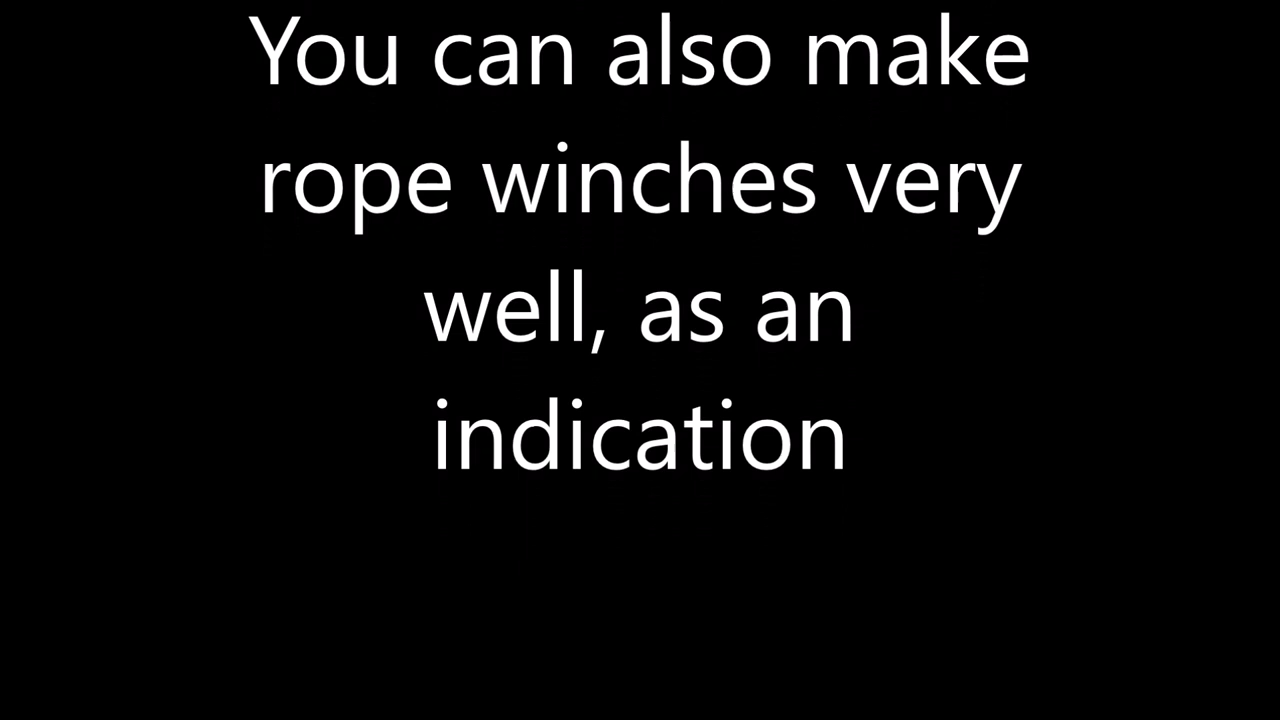 You can also make
rope winches very
well, as an
indication